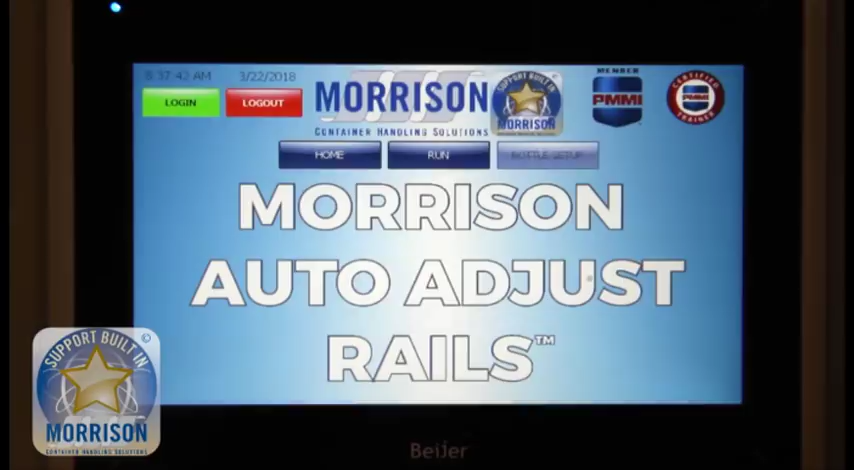 8:37:42 AM
3/22/2018
LOGIN
LOGOUT
MORRISON
CONTAINER HANDLING SOLUTIONS
SUPPORT BUILT IN
MORRISON
MEMBER
PMMI
CERTIFIED
PMMI
TRAINER
HOME
RUN
BOTTLE SETUP
MORRISON
AUTO ADJUST
RAILS™
SUPPORT BUILT IN
©
MORRISON
CONTAINER HANDLING SOLUTIONS
Beijer